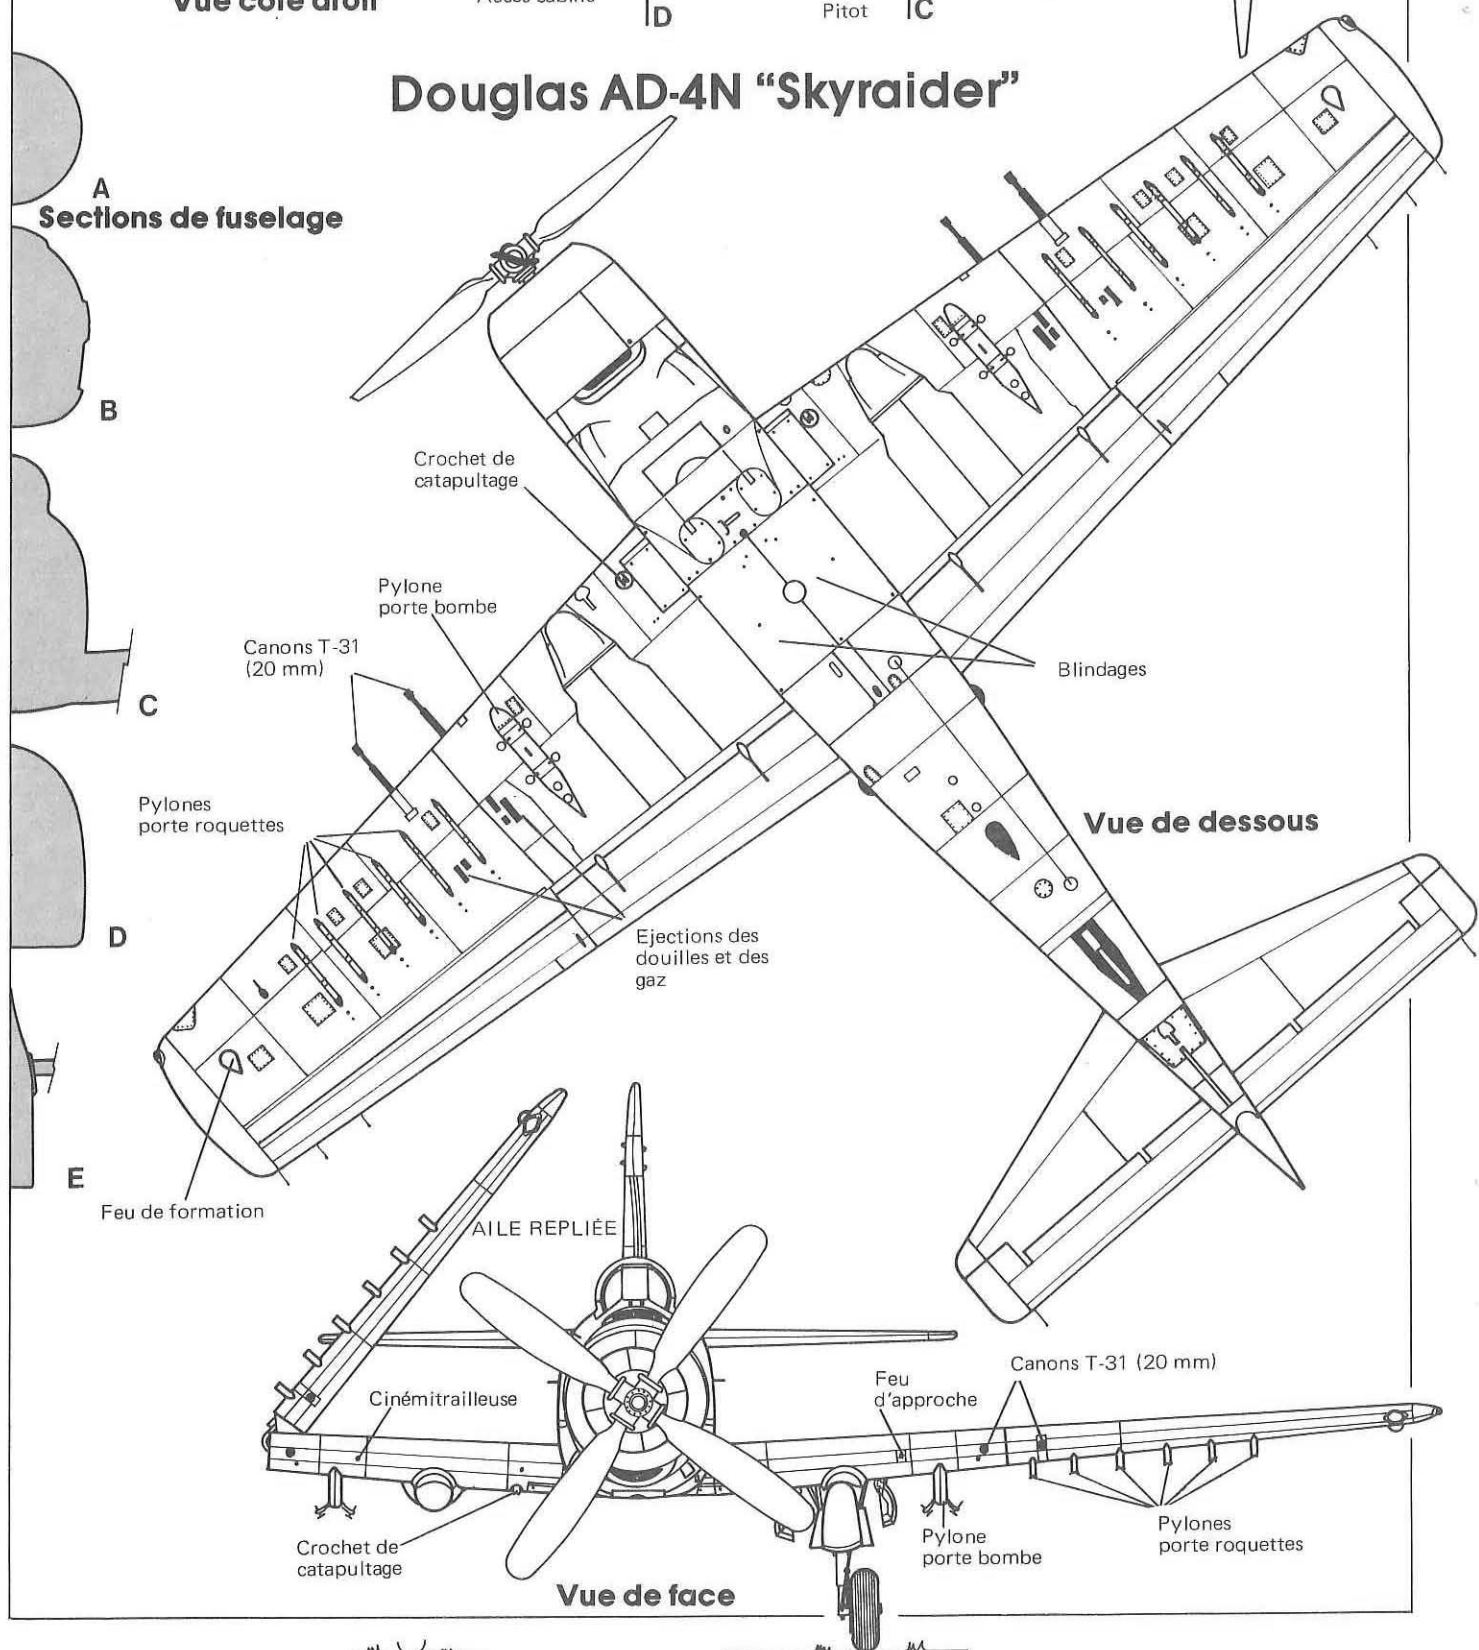 Vue côté droit
Accès cabine
D
Pitot
C
Douglas AD-4N “Skyraider”
A
Sections de fuselage
B
Crochet de
catapultage
Pylone
porte bombe
Canons T-31
(20 mm)
C
Blindages
Pylones
porte roquettes
Vue de dessous
D
Ejections des
douilles et des
gaz
E
Feu de formation
AILE REPLIÉE
Canons T-31 (20 mm)
Feu
d'approche
Cinémitrailleuse
Crochet de
catapultage
Pylone
porte bombe
Pylones
porte roquettes
Vue de face